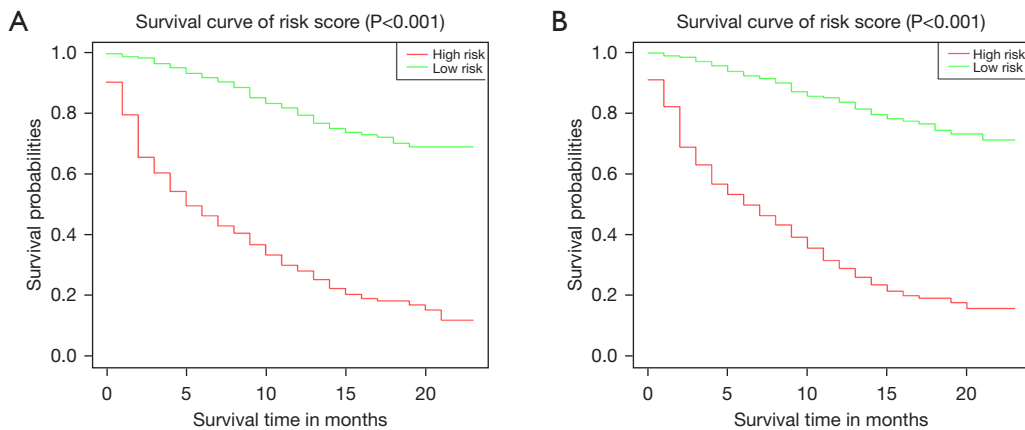 A
Survival curve of risk score (P<0.001)
High risk
Low risk
1.0
0.8
0.6
0.4
0.2
0.0
Survival probabilities
0 5 10 15 20
Survival time in months
B
Survival curve of risk score (P<0.001)
High risk
Low risk
1.0
0.8
0.6
0.4
0.2
0.0
Survival probabilities
0 5 10 15 20
Survival time in months